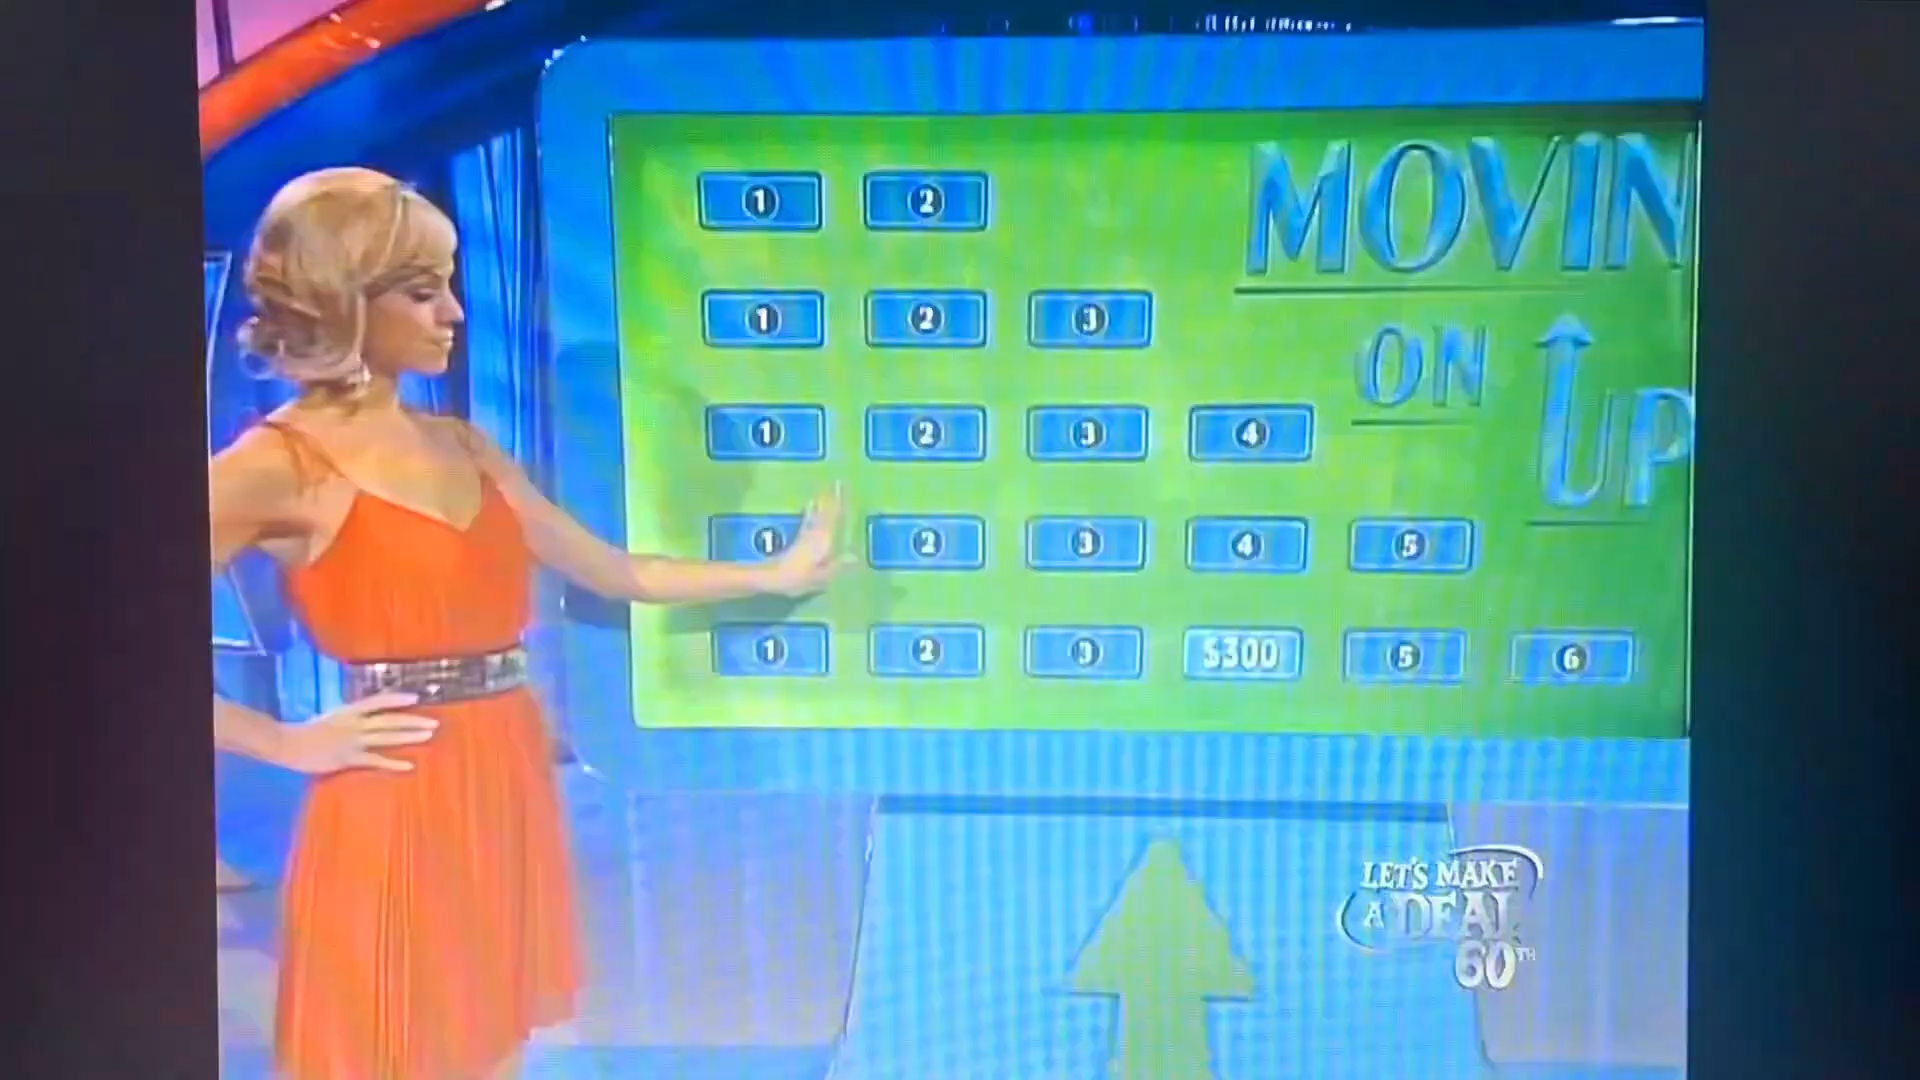 1 2
MOVIN
1 2 3
ON
UP
1 2 3 4
1 2 3 4 5
1 2 3 $300 5 6
LET'S MAKE
A DEAL
60TH